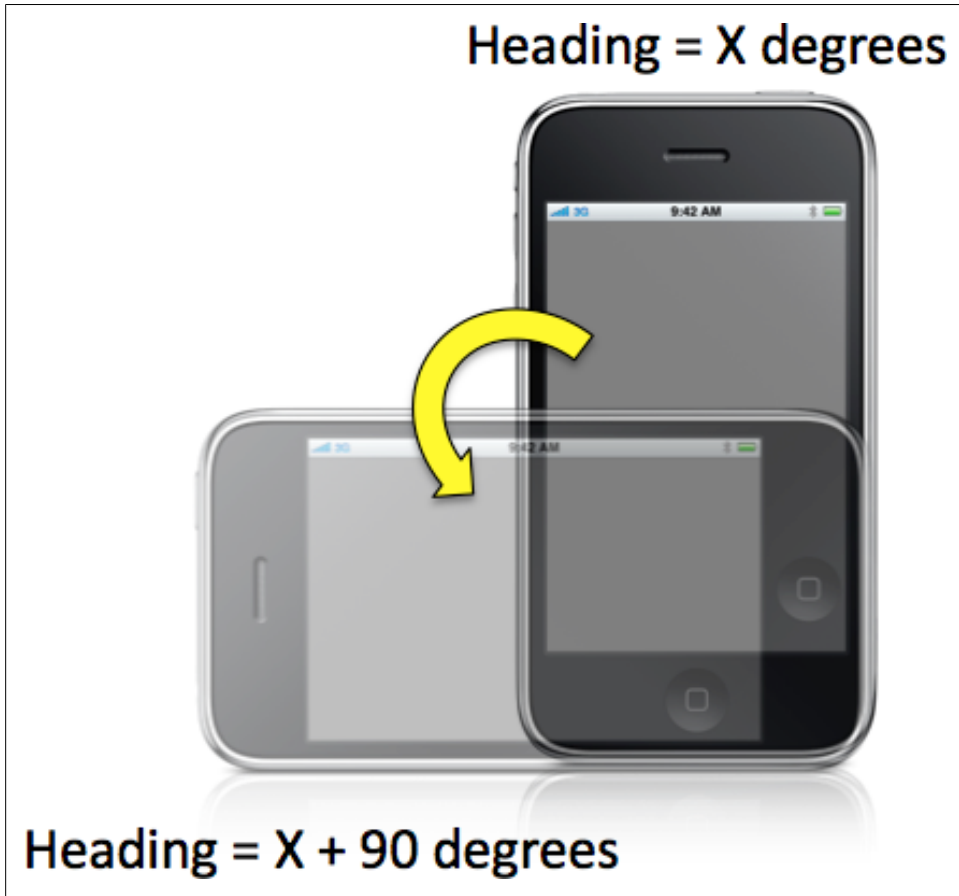 Heading = X degrees
3G 9:42 AM
3G 9:42 AM
Heading = X + 90 degrees